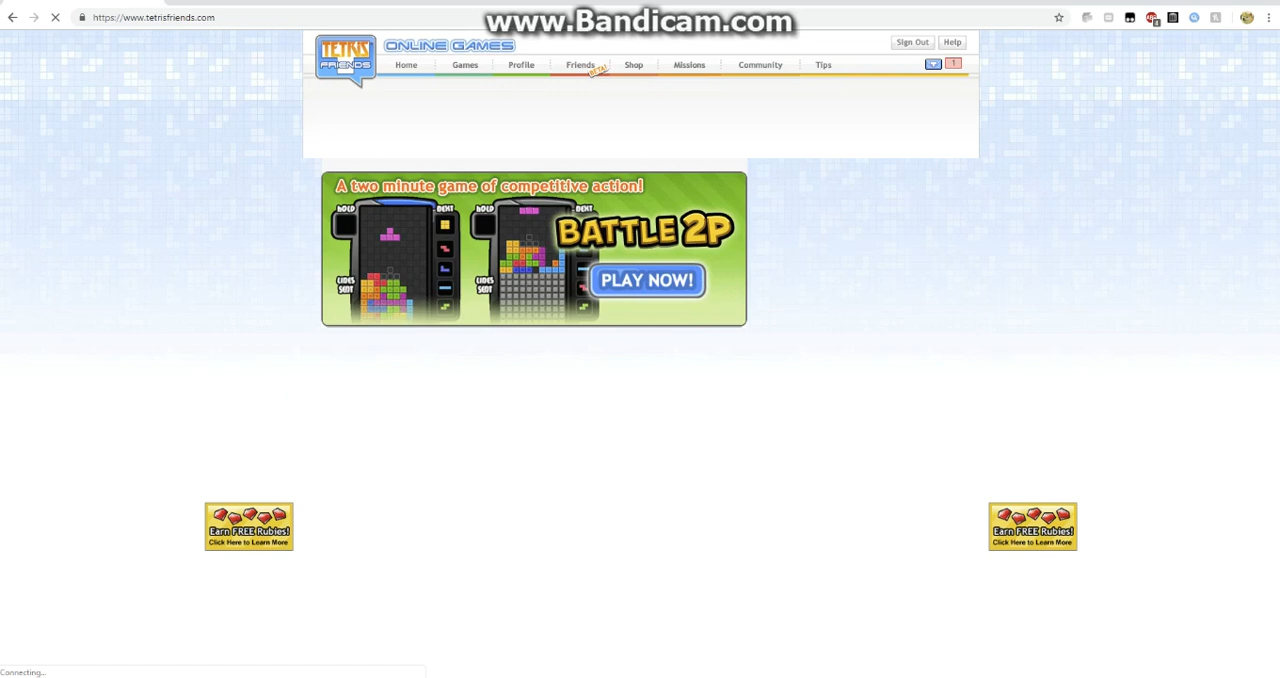 www.Bandicam.com
https://www.tetrisfriends.com
TETRIS
FRIENDS
ONLINE GAMES
Sign Out
Help
Home
Games
Profile
Friends
BETA!
Shop
Missions
Community
Tips
1
A two minute game of competitive action!
HOLD
NEXT
HOLD
NEXT
BATTLE 2P
LINES
SENT
LINES
SENT
PLAY NOW!
Earn FREE Rubies!
Click Here to Learn More
Earn FREE Rubies!
Click Here to Learn More
Connecting...